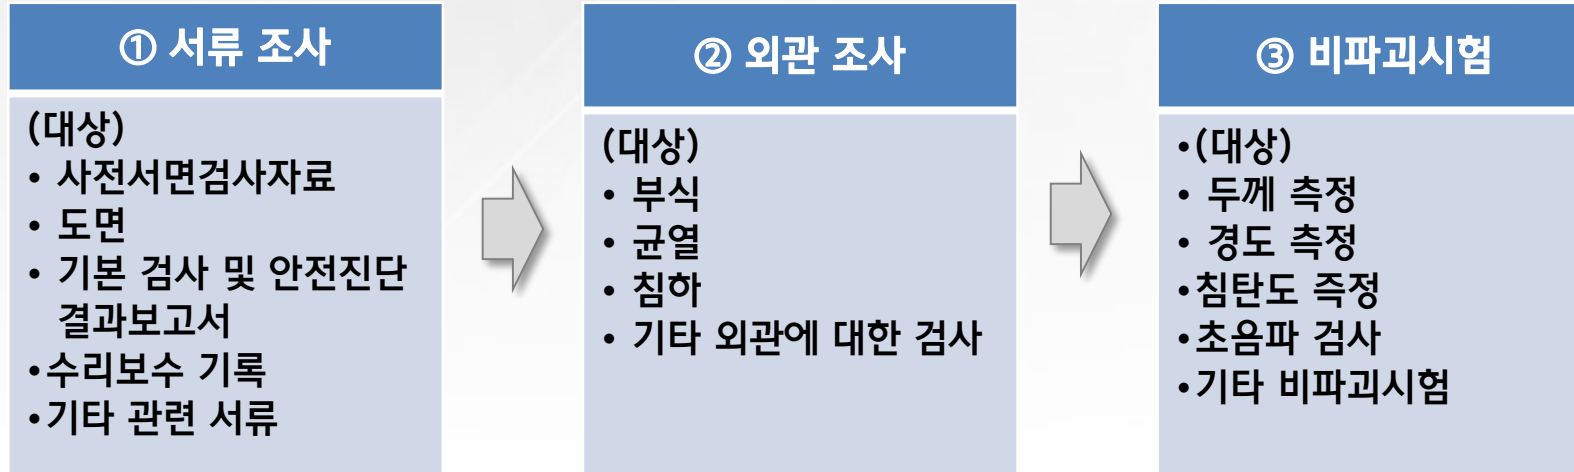 ① 서류 조사
(대상)
• 사전서면검사자료
• 도면
• 기본 검사 및 안전진단
결과보고서
•수리보수 기록
•기타 관련 서류
② 외관 조사
(대상)
• 부식
• 균열
• 침하
• 기타 외관에 대한 검사
③ 비파괴시험
•(대상)
• 두께 측정
• 경도 측정
•침탄도 측정
•초음파 검사
•기타 비파괴시험